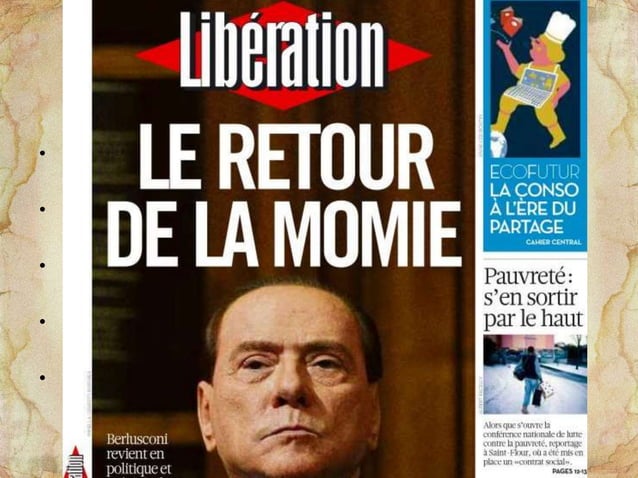 Libération
LE RETOUR
DE LA MOMIE
Berlusconi
revient en
politique et
ECOFUTUR
LA CONSO
À L'ÈRE DU
PARTAGE
CAHIER CENTRAL
Pauvreté :
s'en sortir
par le haut
Alors que s'ouvre la
conférence nationale de lutte
contre la pauvreté, reportage
à Saint-Flour, où a été mis en
place un «contrat social».
PAGES 12-13